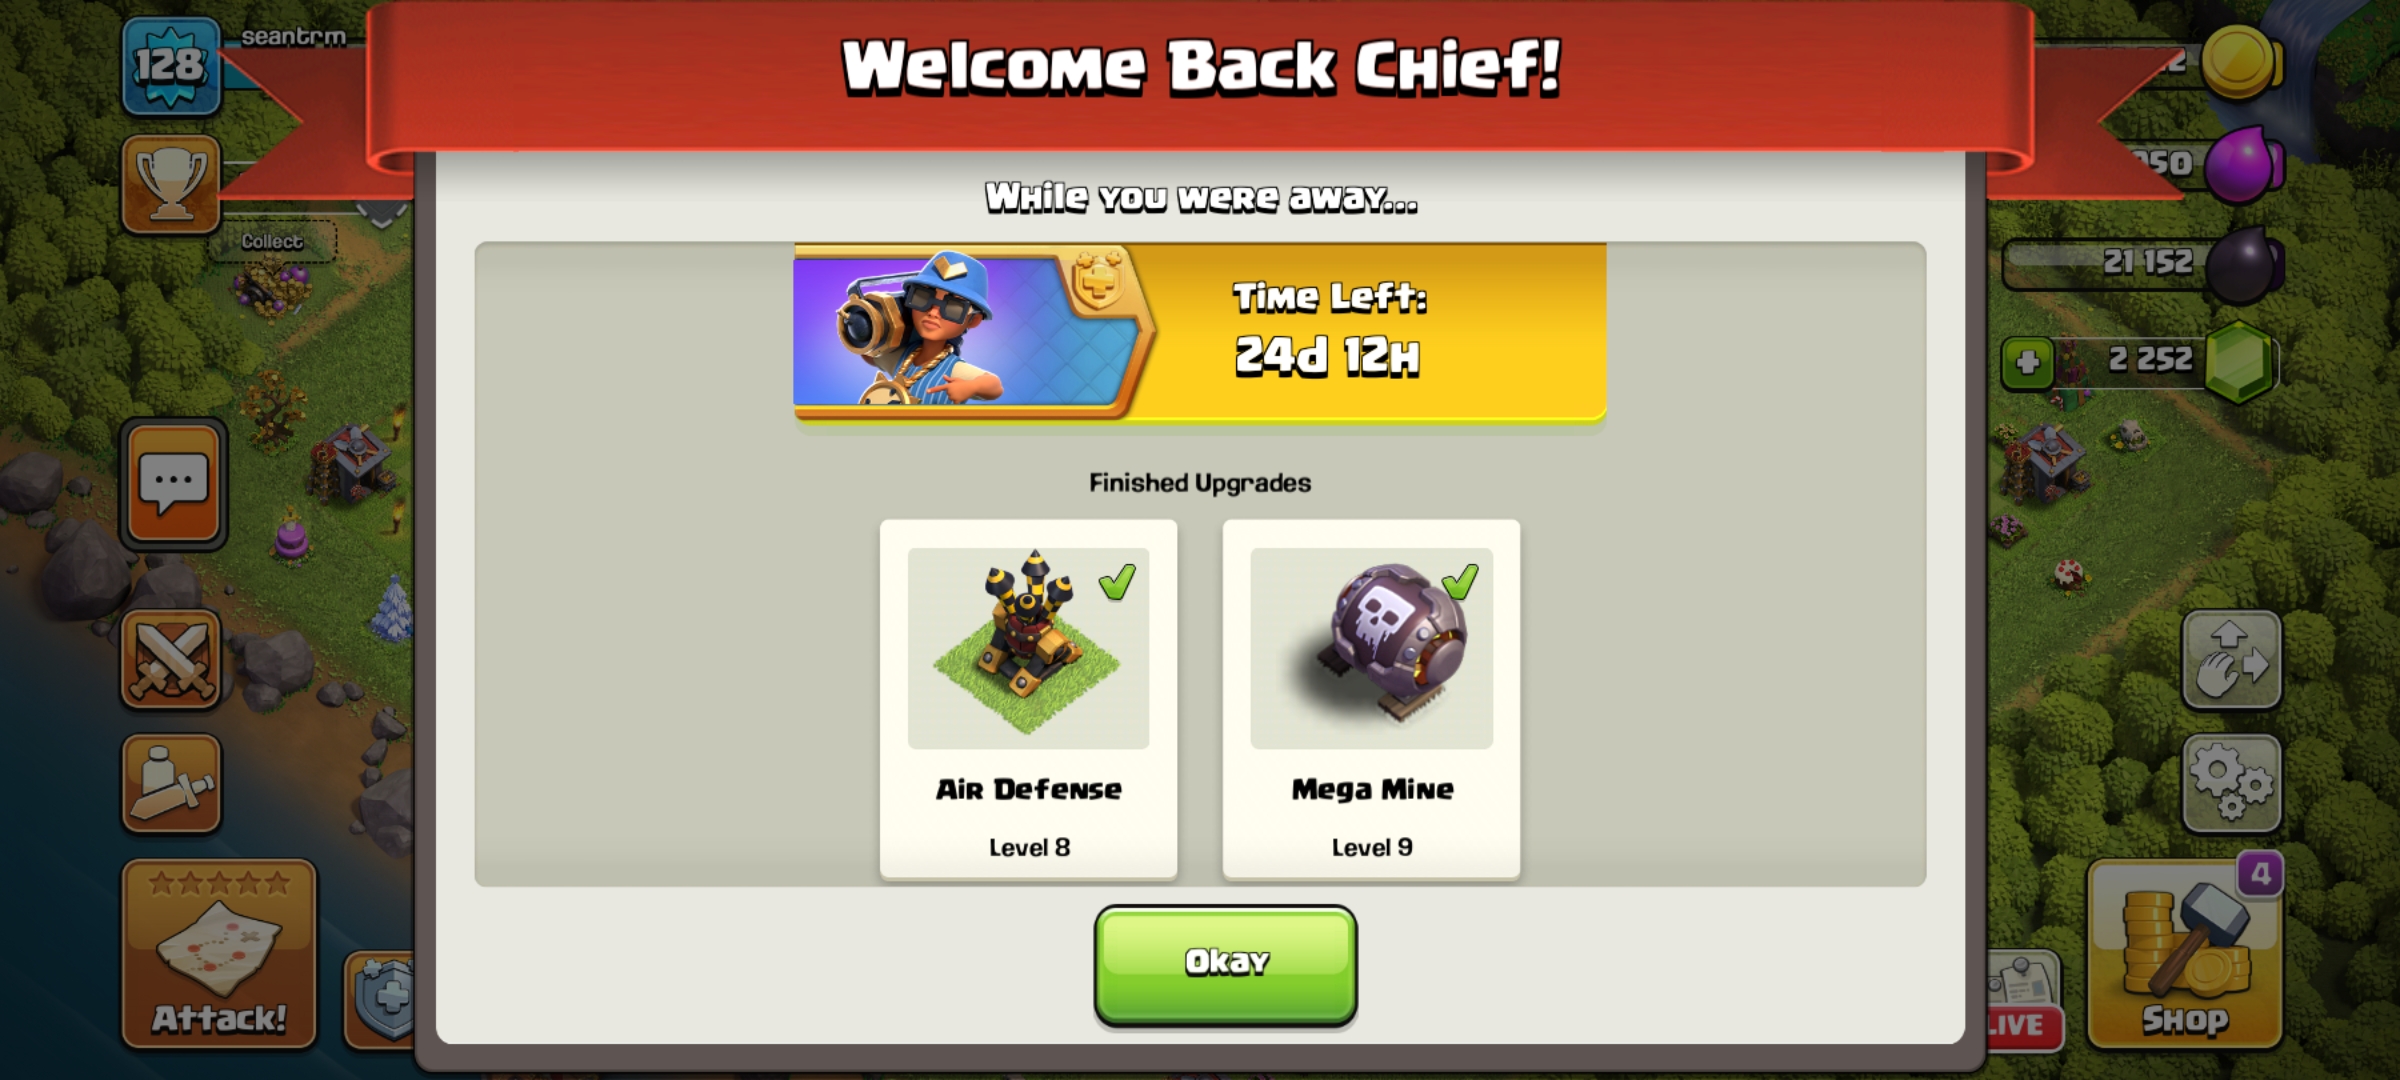 128
seantrm
Welcome Back Chief!
While you were away...
Collect
Time Left:
24d 12h
21 152
2 252
Finished Upgrades
Air Defense
Level 8
Mega Mine
Level 9
Okay
Attack!
4
LIVE
Shop